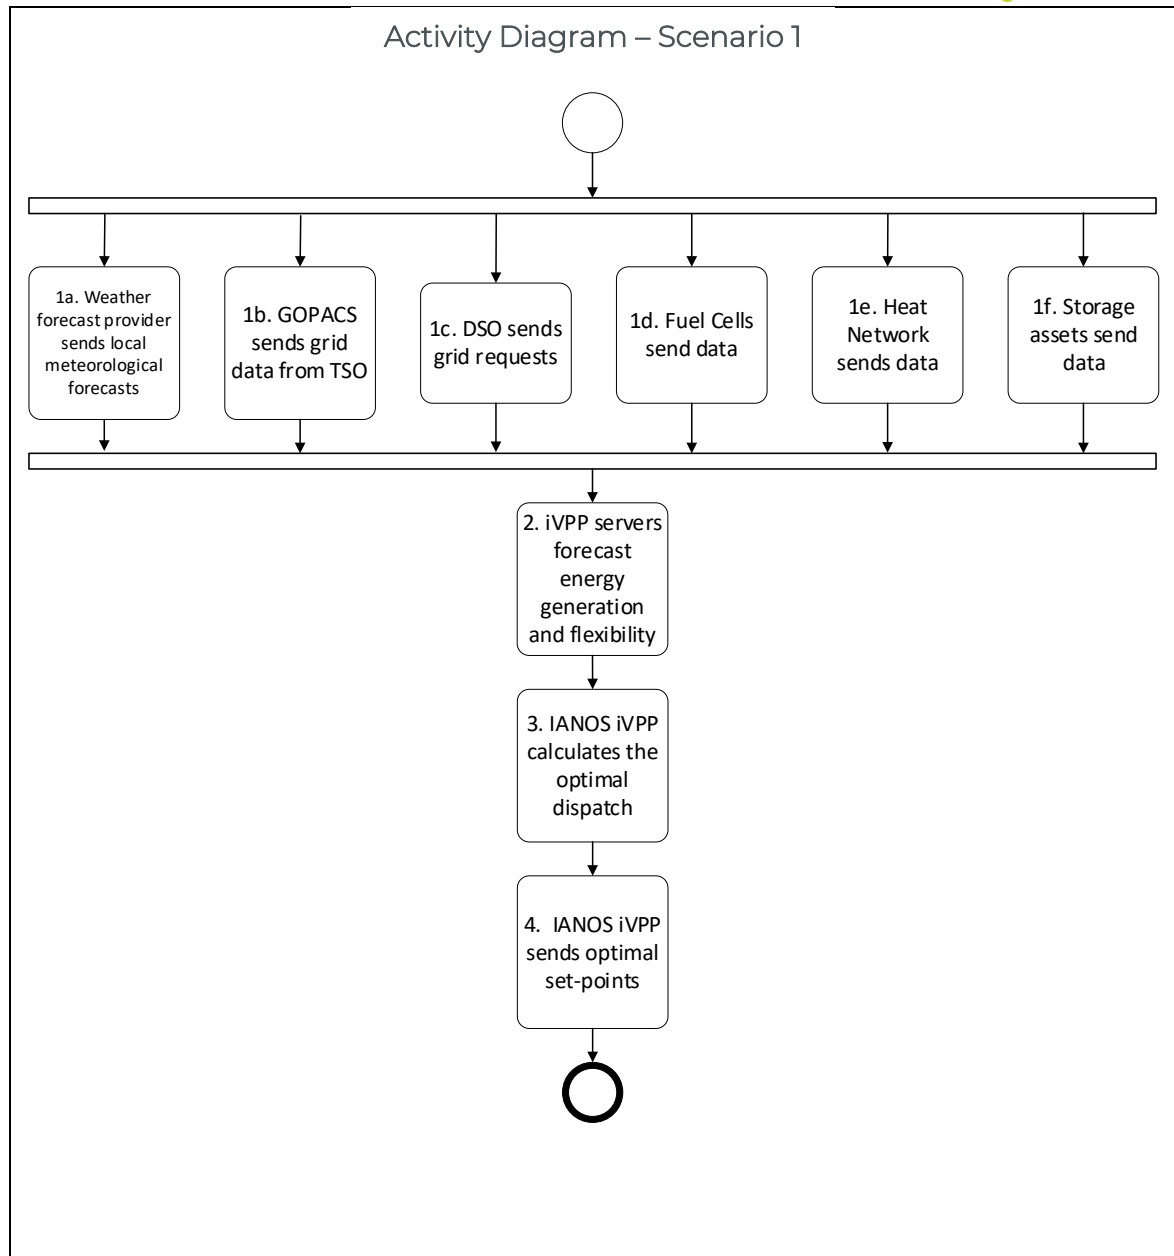 Activity Diagram – Scenario 1
1a. Weather
forecast provider
sends local
meteorological
forecasts
1b. GOPACS
sends grid
data from TSO
1c. DSO sends
grid requests
1d. Fuel Cells
send data
1e. Heat
Network
sends data
1f. Storage
assets send
data
2. iVPP servers
forecast
energy
generation
and flexibility
3. IANOS iVPP
calculates the
optimal
dispatch
4. IANOS iVPP
sends optimal
set-points